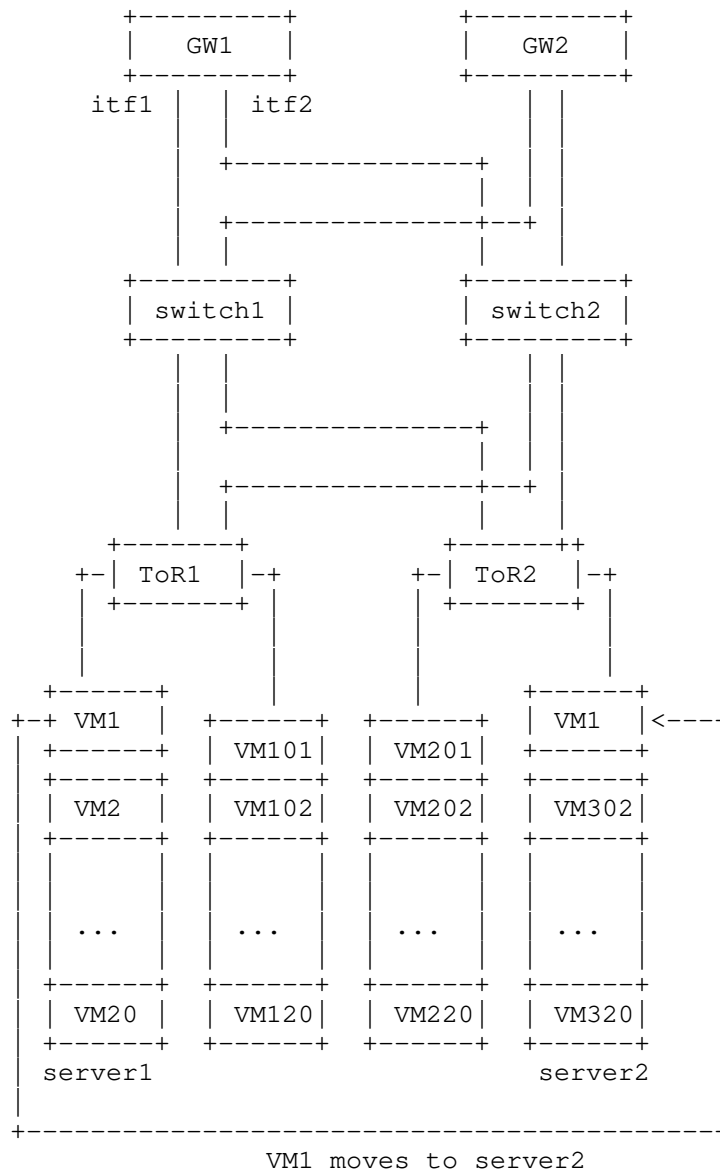 GW1 GW2
itf1 itf2
switch1 switch2
ToR1 ToR2
VM1 VM1
VM101 VM201
VM2 VM102 VM202 VM302
... ... ... ...
VM20 VM120 VM220 VM320
server1 server2
VM1 moves to server2